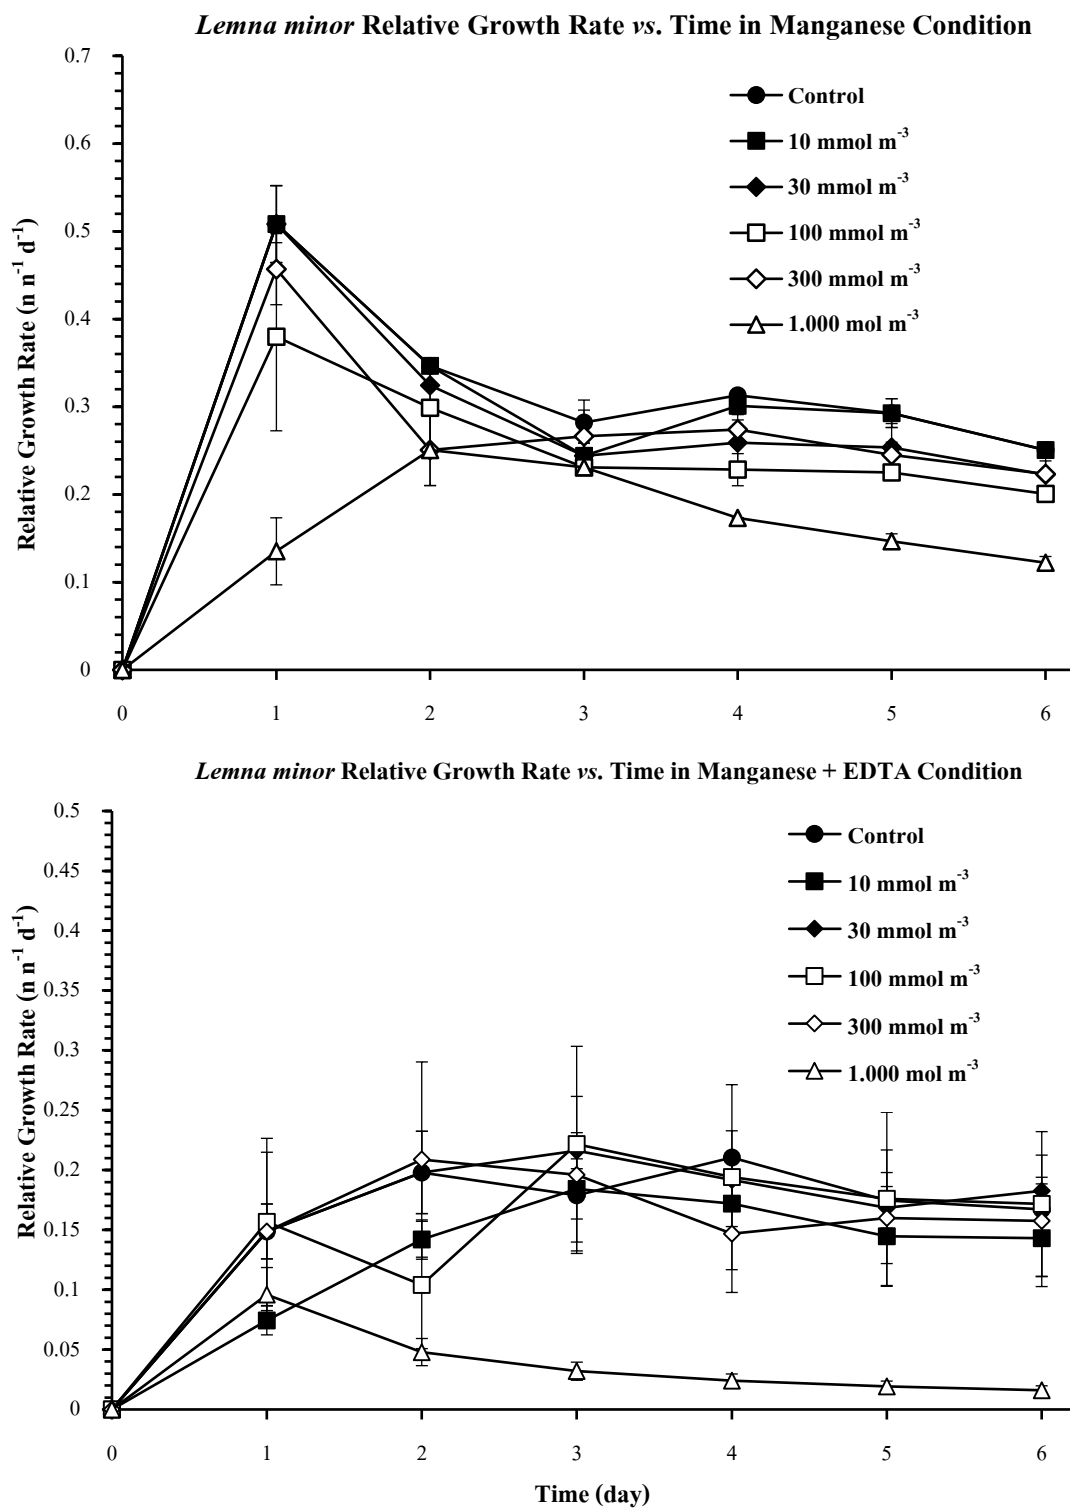 Lemna minor Relative Growth Rate vs. Time in Manganese Condition
Relative Growth Rate (n n⁻¹ d⁻¹)
0.7
0.6
0.5
0.4
0.3
0.2
0.1
0
Control
10 mmol m⁻³
30 mmol m⁻³
100 mmol m⁻³
300 mmol m⁻³
1.000 mol m⁻³
0 1 2 3 4 5 6
Lemna minor Relative Growth Rate vs. Time in Manganese + EDTA Condition
Relative Growth Rate (n n⁻¹ d⁻¹)
0.5
0.45
0.4
0.35
0.3
0.25
0.2
0.15
0.1
0.05
0
Control
10 mmol m⁻³
30 mmol m⁻³
100 mmol m⁻³
300 mmol m⁻³
1.000 mol m⁻³
0 1 2 3 4 5 6
Time (day)